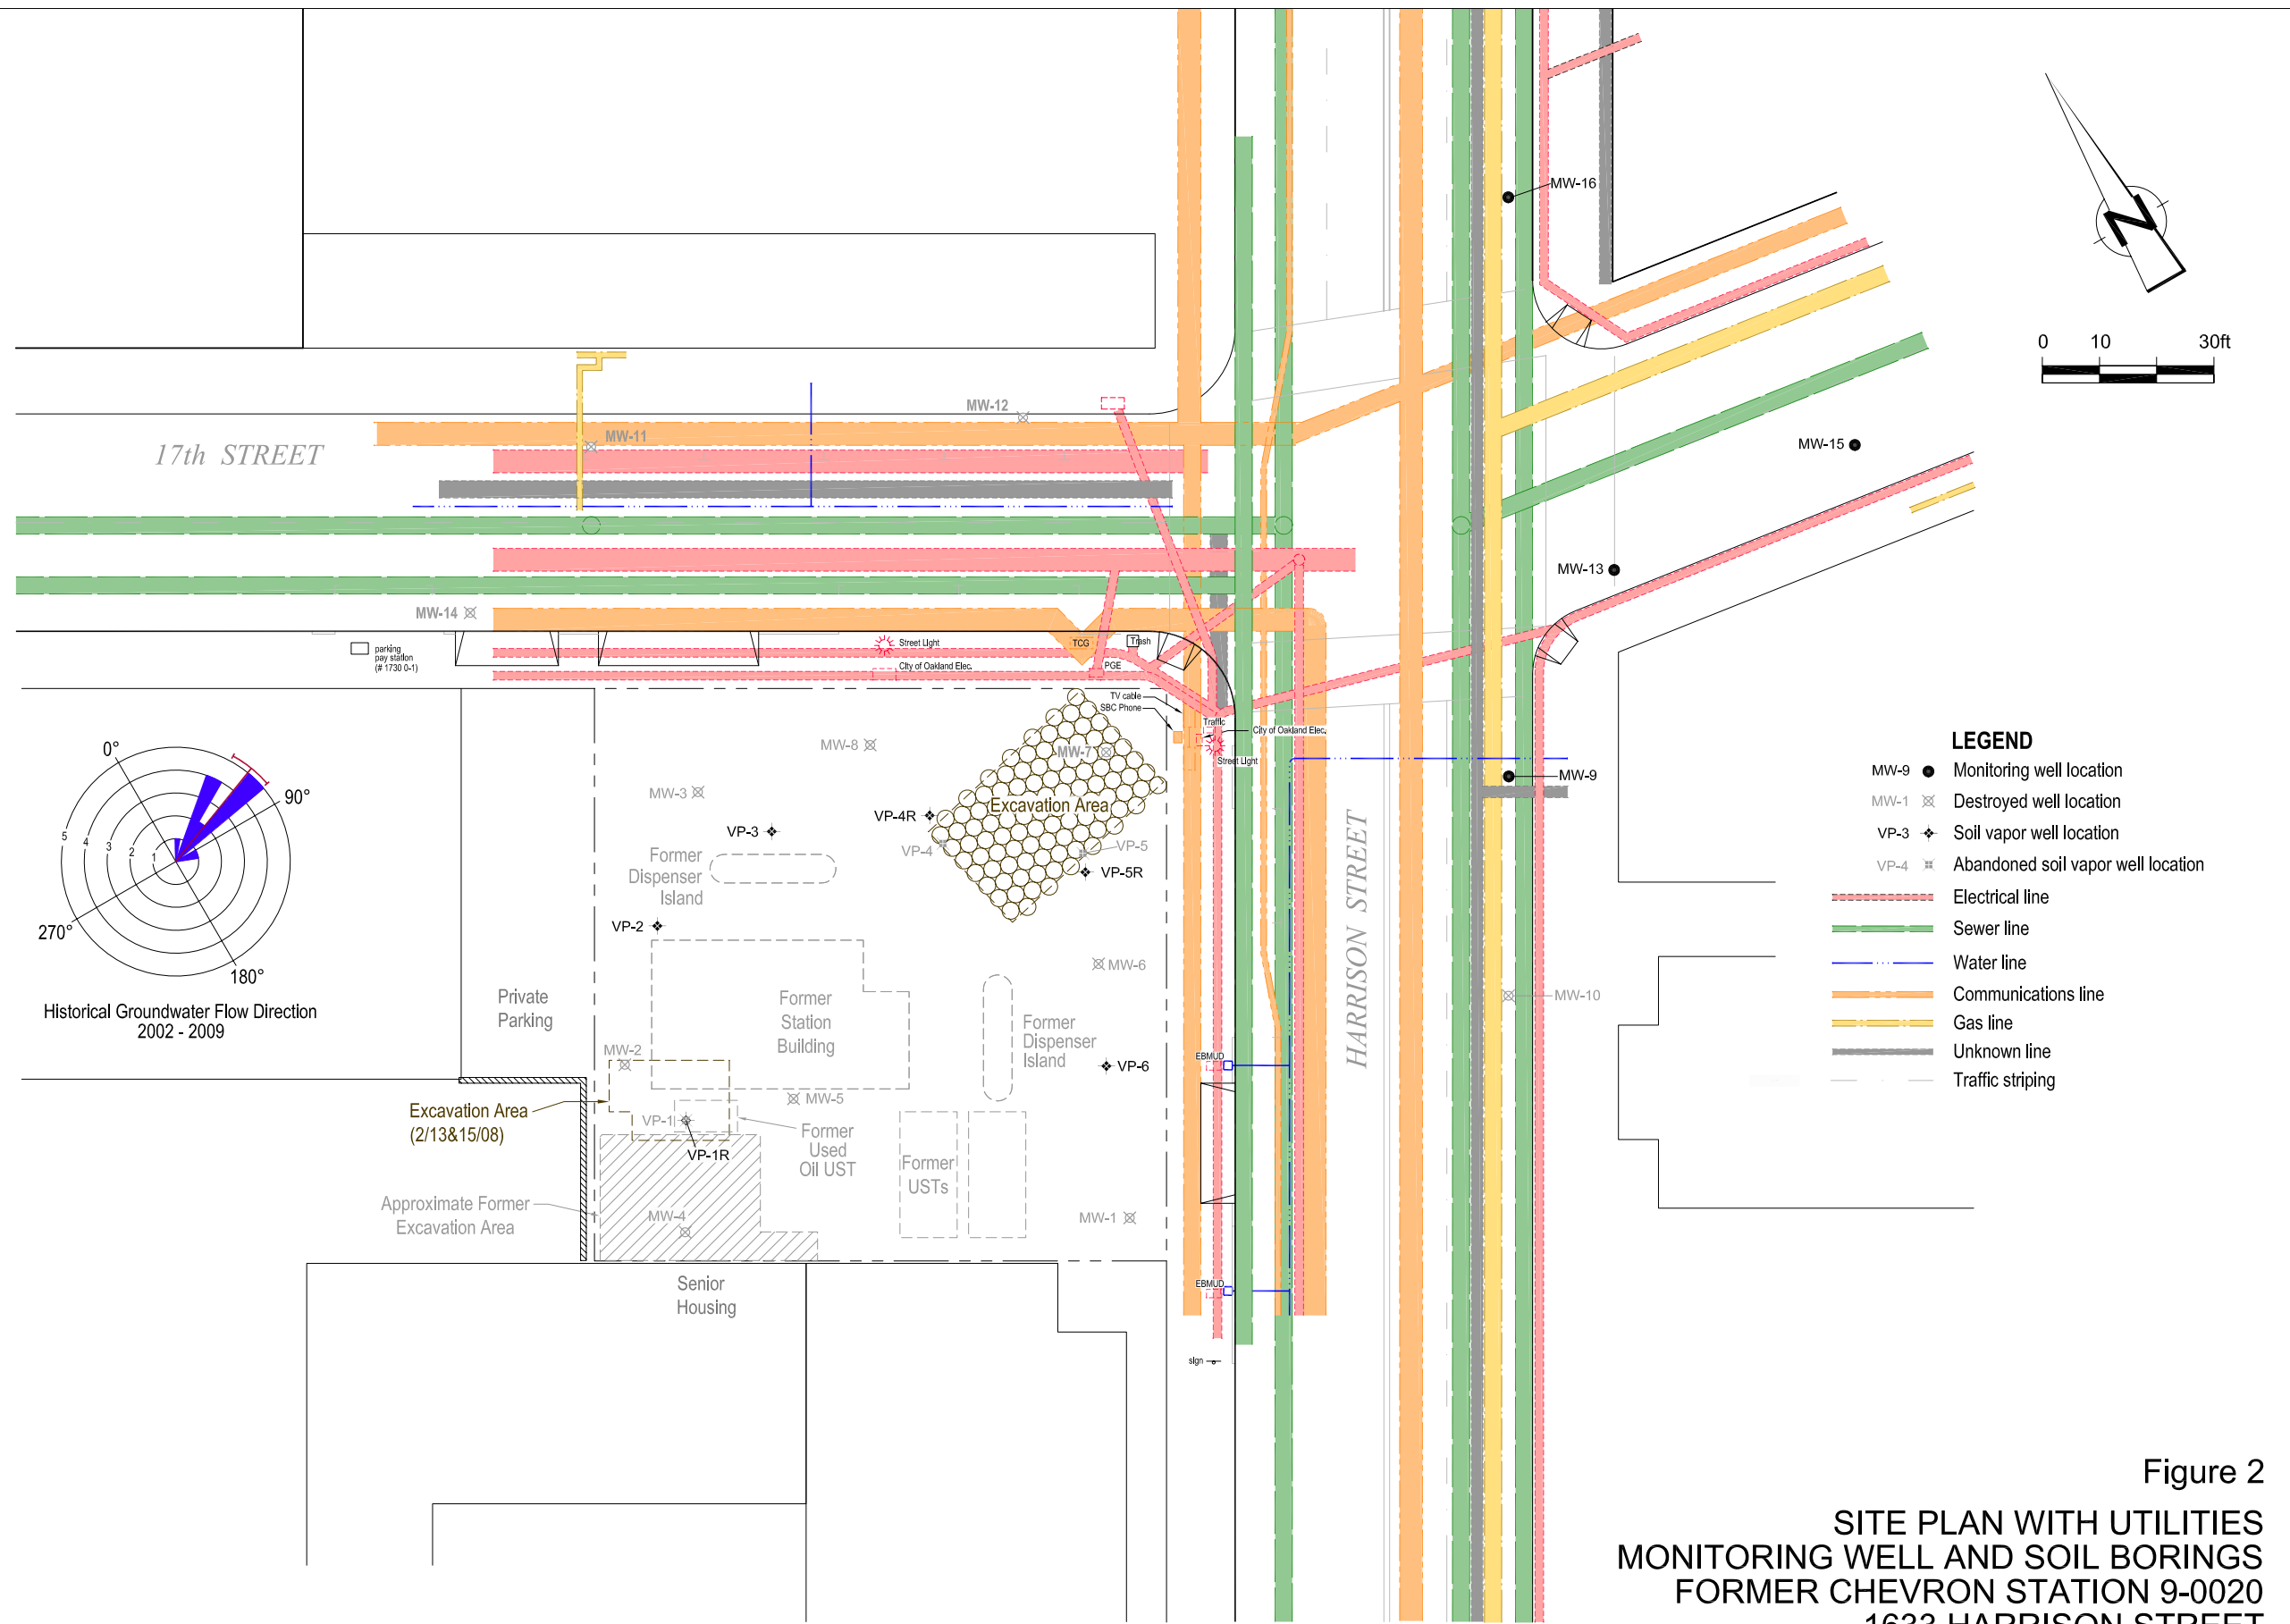 MW-16
N
0 10 30ft
MW-12
MW-11
17th STREET
MW-15
MW-13
MW-14
parking
pay station
(# 1730 0-1)
Street Light
City of Oakland Elec.
TCG
Trash
PGE
TV cable
SBC Phone
Traffic
City of Oakland Elec.
Street Light
MW-8
MW-7
MW-3
Excavation Area
VP-4R
VP-3
VP-4
VP-5
VP-5R
Former
Dispenser
Island
VP-2
MW-9
HARRISON STREET
0°
90°
180°
270°
5
4
3
2
1
Historical Groundwater Flow Direction
2002 - 2009
Private
Parking
Former
Station
Building
MW-6
Former
Dispenser
Island
MW-10
MW-2
VP-6
EBMUD
MW-5
Excavation Area
(2/13&15/08)
VP-1
VP-1R
Former
Used
Oil UST
Former
USTs
Approximate Former
Excavation Area
MW-4
MW-1
EBMUD
Senior
Housing
sign
LEGEND
MW-9 Monitoring well location
MW-1 Destroyed well location
VP-3 Soil vapor well location
VP-4 Abandoned soil vapor well location
Electrical line
Sewer line
Water line
Communications line
Gas line
Unknown line
Traffic striping
Figure 2
SITE PLAN WITH UTILITIES
MONITORING WELL AND SOIL BORINGS
FORMER CHEVRON STATION 9-0020
1633 HARRISON STREET